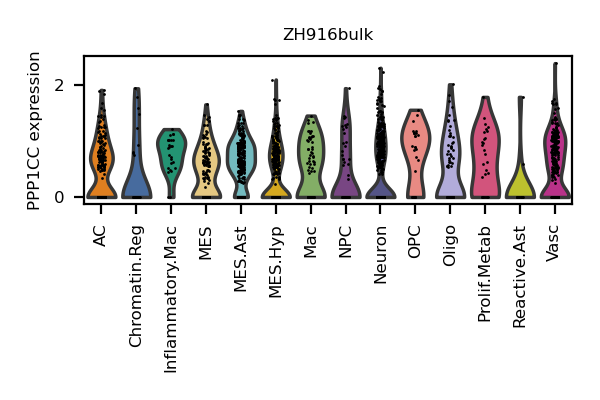 ZH916bulk
PPP1CC expression
2
0
AC
Chromatin.Reg
Inflammatory.Mac
MES
MES.Ast
MES.Hyp
Mac
NPC
Neuron
OPC
Oligo
Prolif.Metab
Reactive.Ast
Vasc